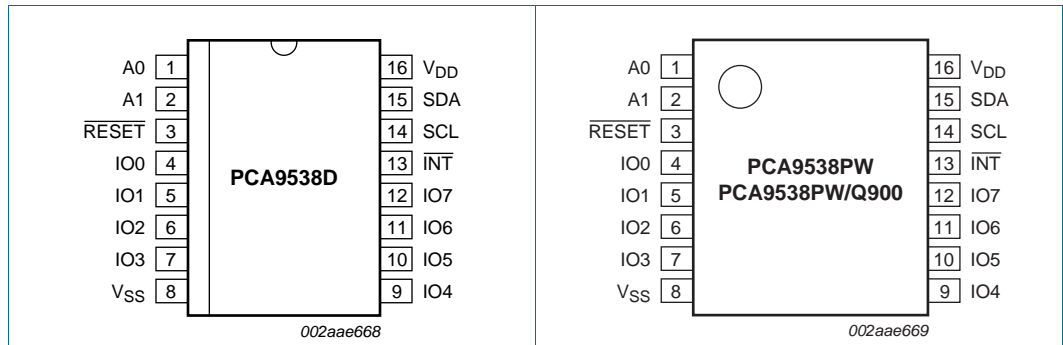 A0 1
A1 2
RESET 3
IO0 4
IO1 5
IO2 6
IO3 7
VSS 8
PCA9538D
16 VDD
15 SDA
14 SCL
13 INT
12 IO7
11 IO6
10 IO5
9 IO4
002aae668
A0 1
A1 2
RESET 3
IO0 4
IO1 5
IO2 6
IO3 7
VSS 8
PCA9538PW
PCA9538PW/Q900
16 VDD
15 SDA
14 SCL
13 INT
12 IO7
11 IO6
10 IO5
9 IO4
002aae669